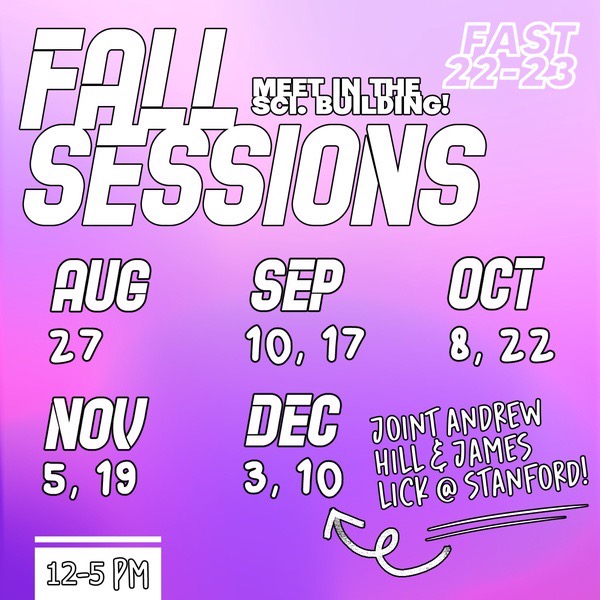 FALL
SESSIONS
MEET IN THE
SCI. BUILDING!
FAST
22-23
AUG
27
SEP
10, 17
OCT
8, 22
NOV
5, 19
DEC
3, 10
JOINT ANDREW
HILL & JAMES
LICK @ STANFORD!
12-5 PM